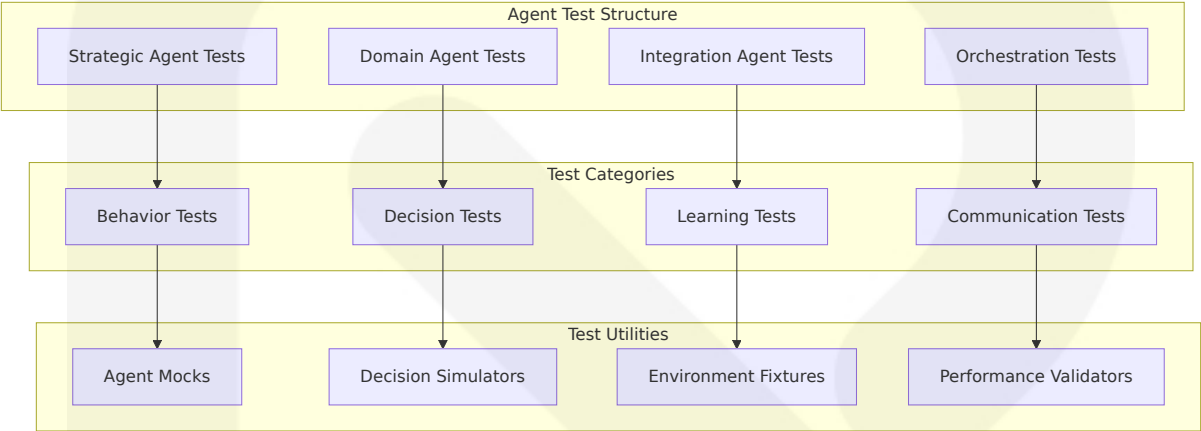 Agent Test Structure
Strategic Agent Tests
Domain Agent Tests
Integration Agent Tests
Orchestration Tests
Test Categories
Behavior Tests
Decision Tests
Learning Tests
Communication Tests
Test Utilities
Agent Mocks
Decision Simulators
Environment Fixtures
Performance Validators